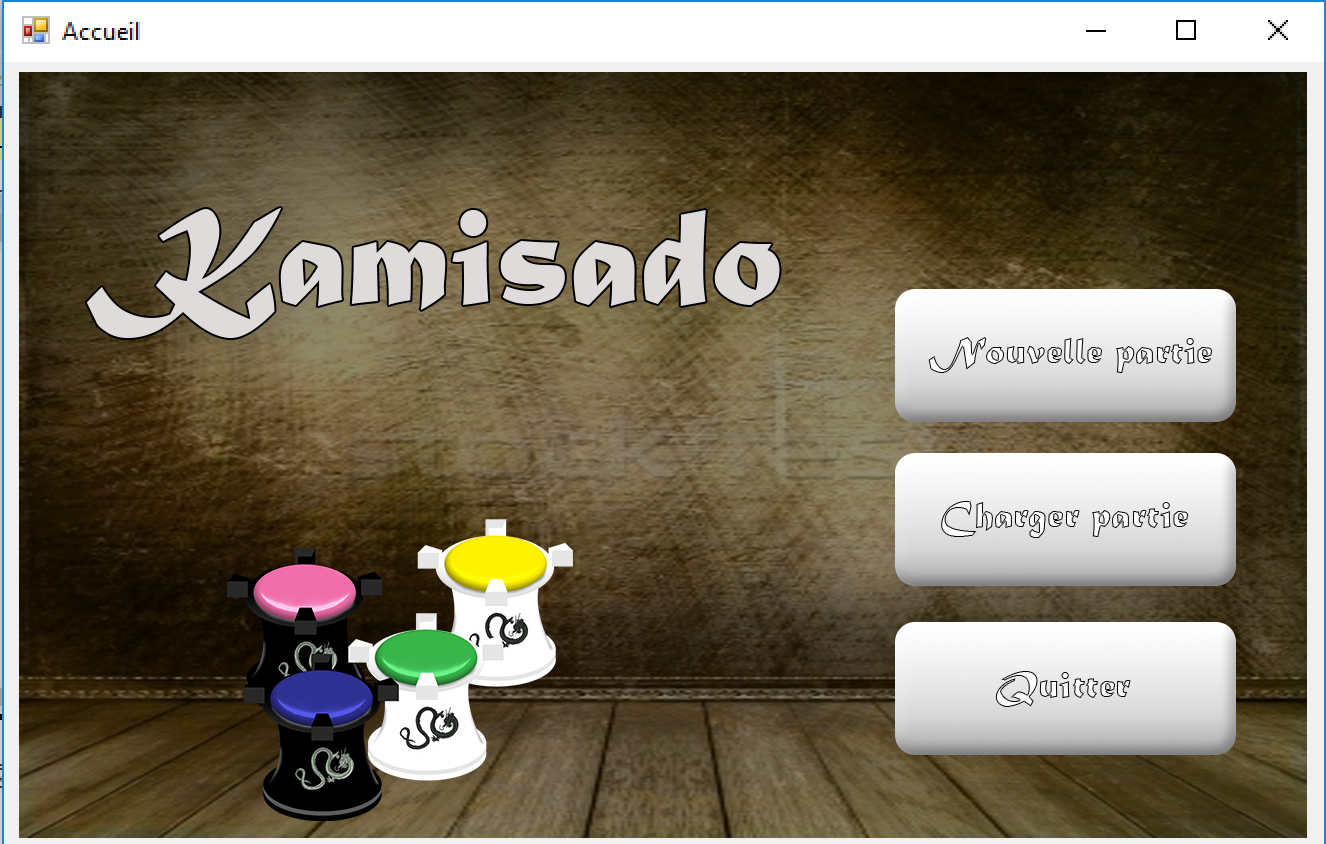 Accueil
Kamisado
Nouvelle partie
Charger partie
Quitter